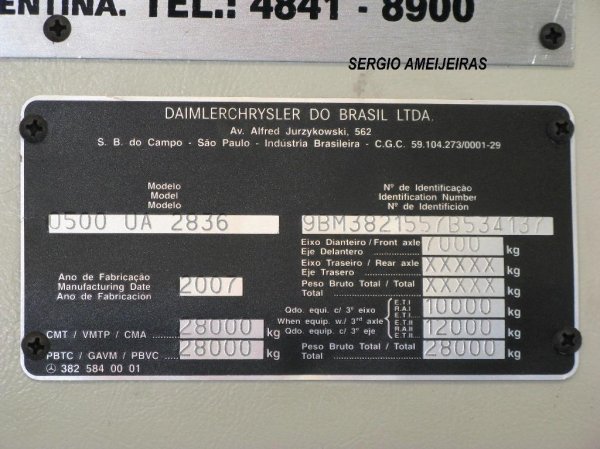 ENTINA. TEL.: 4841 - 8900
SERGIO AMEIJEIRAS
DAIMLERCHRYSLER DO BRASIL LTDA.
Av. Alfred Jurzykowski, 562
S. B. do Campo - São Paulo - Indústria Brasileira - C.G.C. 59.104.273/0001-29
Modelo
Model
Modelo
O500 UA 2836
Nº de Identificação
Identification Number
Nº de Identificion
9BM3821557B534137
Eixo Dianteiro / Front axle
Eje Delantero
7000 kg
Eixo Traseiro / Rear axle
Eje Trasero
XXXXX kg
Peso Bruto Total / Total
Total
XXXXX kg
Ano de Fabricação
Manufacturing Date
Ano de Fabricacion
2007
Qdo. equi. c/ 3º eixo
When equip. w./ 3rd axle
Qdo. equip. c/ 3º eje
E.T.I
R.A.I
E.T.I
10000 kg
E.T.II
R.A.II
E.T.II
12000 kg
Peso Bruto Total / Total
Total
28000 kg
CMT / VMTP / CMA 28000 kg
PBTC / GAVM / PBVC 28000 kg
382 584 00 01